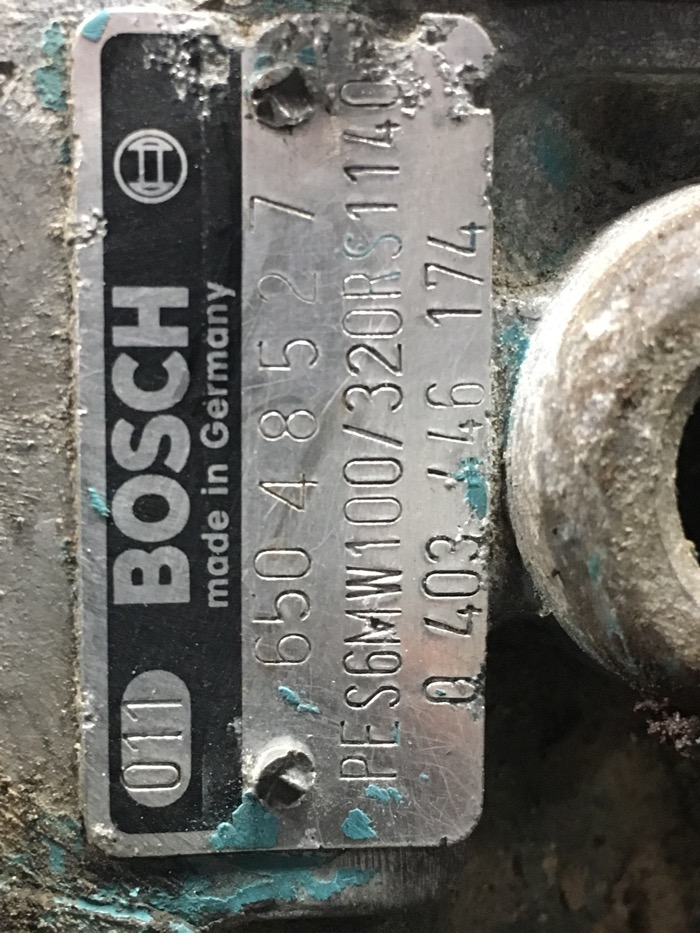 011 BOSCH
made in Germany
650 4 8 5 2 7
PES6MW100/320RS1140
0 403 446 174